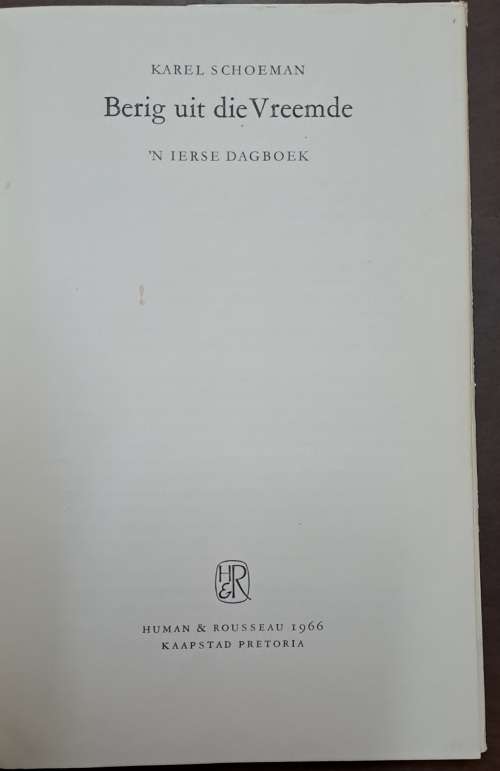 KAREL SCHOEMAN
Berig uit die Vreemde
'N IERSE DAGBOEK
H
&R
HUMAN & ROUSSEAU 1966
KAAPSTAD PRETORIA